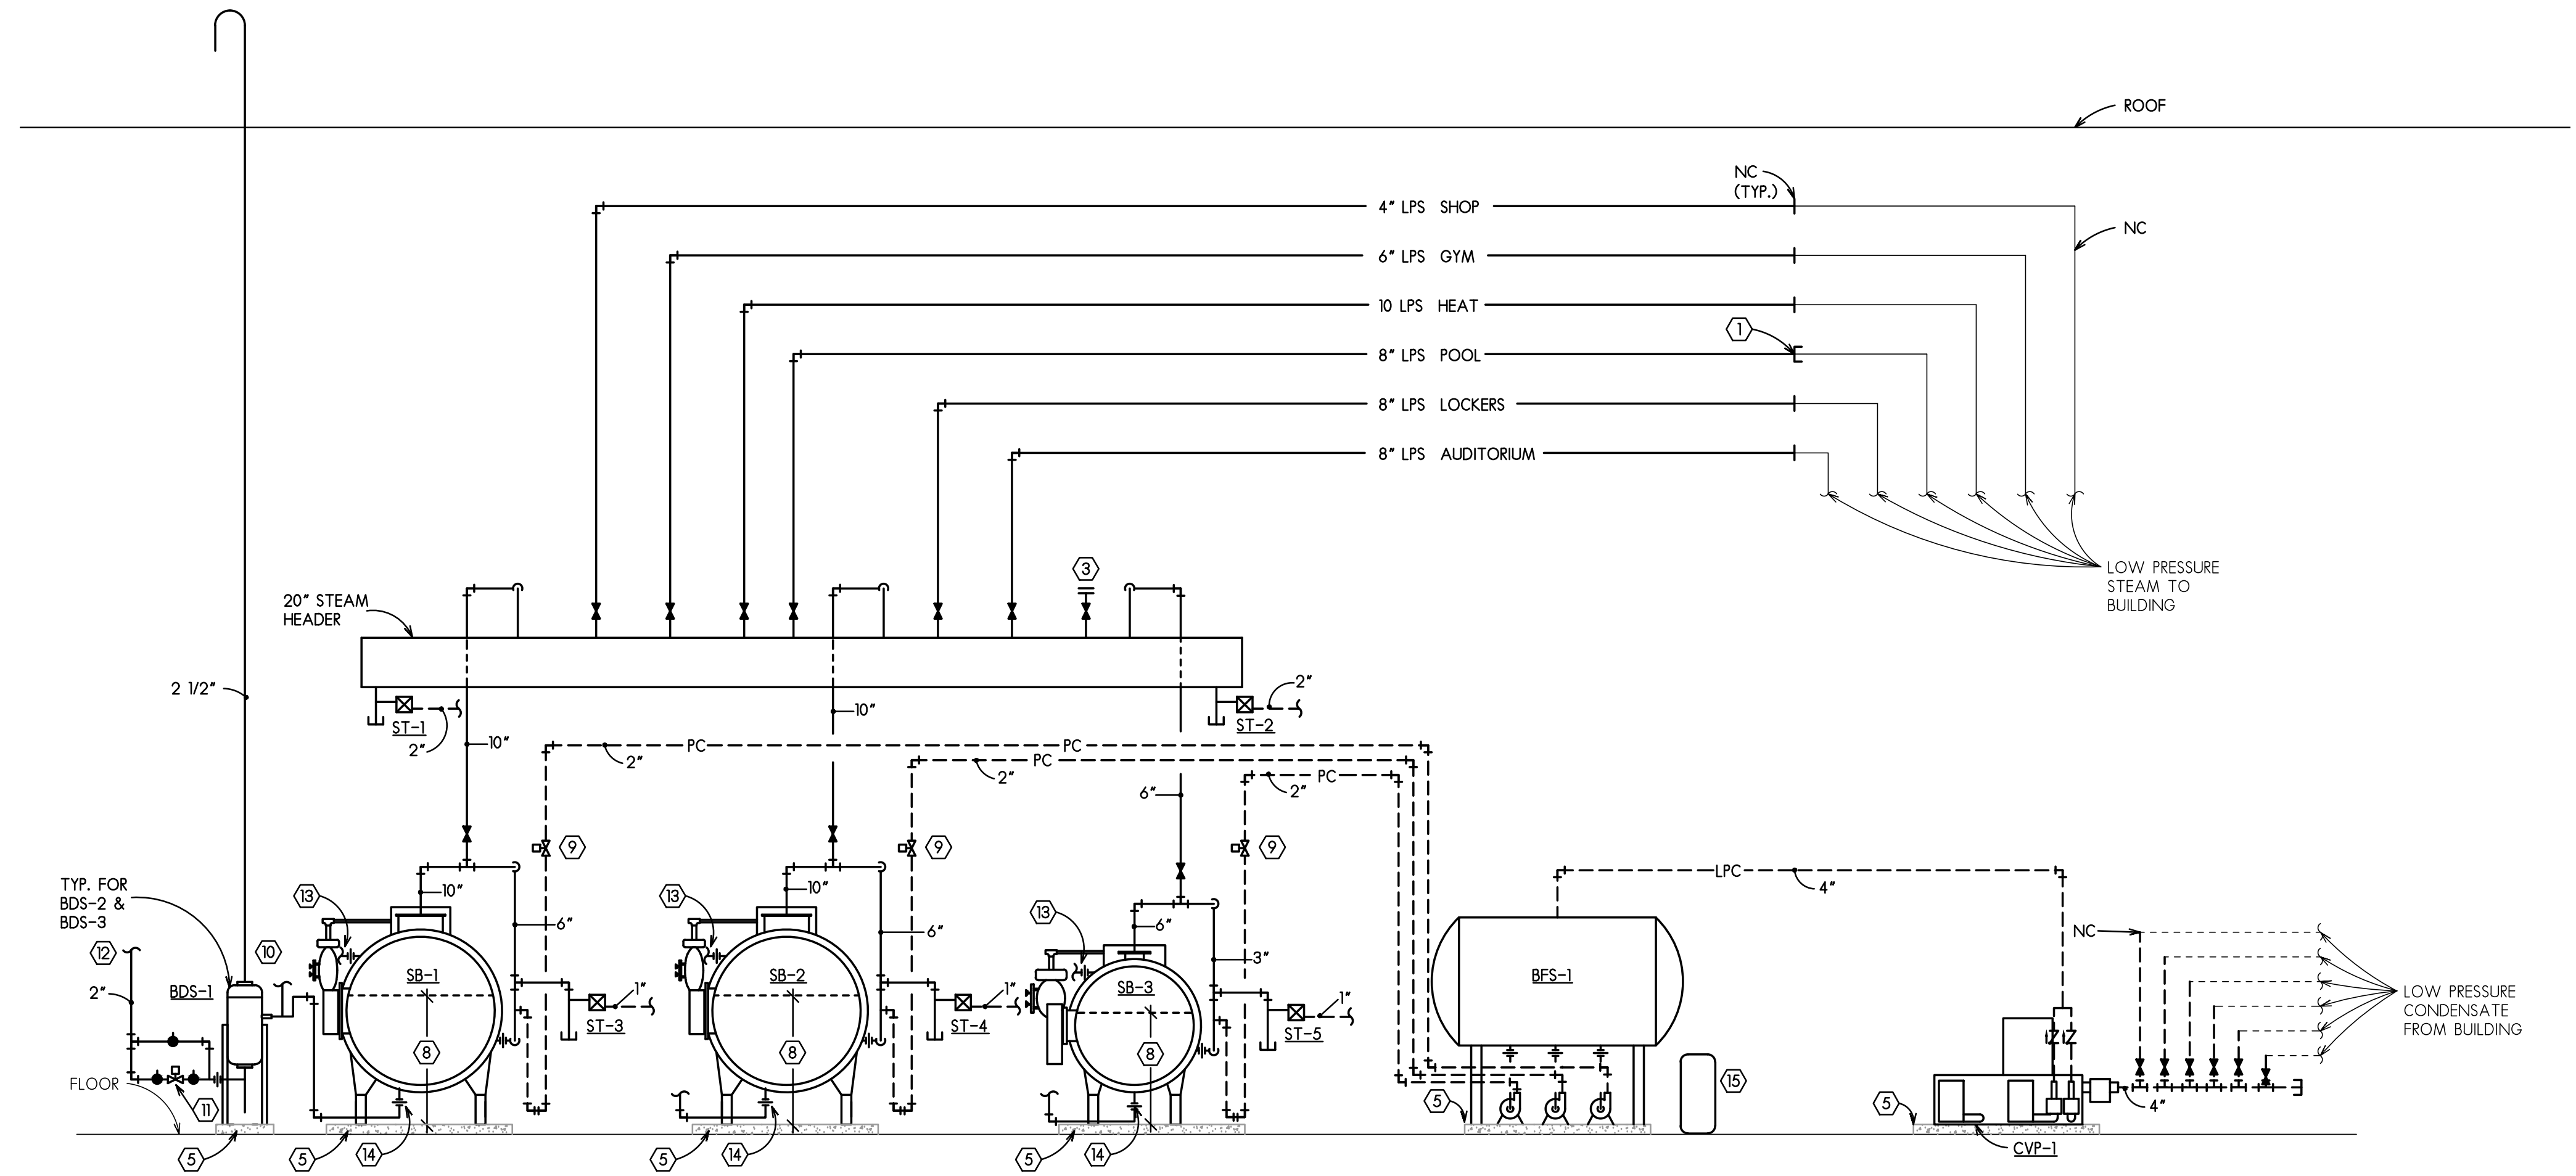 ROOF
NC
(TYP.)
4" LPS SHOP
NC
6" LPS GYM
10 LPS HEAT
1
8" LPS POOL
8" LPS LOCKERS
8" LPS AUDITORIUM
3
LOW PRESSURE
STEAM TO
BUILDING
20" STEAM
HEADER
2 1/2"
ST-1
2"
10"
10"
2"
ST-2
PC
PC
2"
PC
2"
PC
2"
6"
9
9
9
TYP. FOR
BDS-2 &
BDS-3
13
10"
6"
13
10"
6"
13
6"
3"
LPC
4"
12
10
2"
BDS-1
SB-1
1"
ST-3
8
SB-2
1"
ST-4
8
SB-3
1"
ST-5
8
BFS-1
NC
LOW PRESSURE
CONDENSATE
FROM BUILDING
FLOOR
11
5
5
14
5
14
5
14
5
15
5
4"
CVP-1